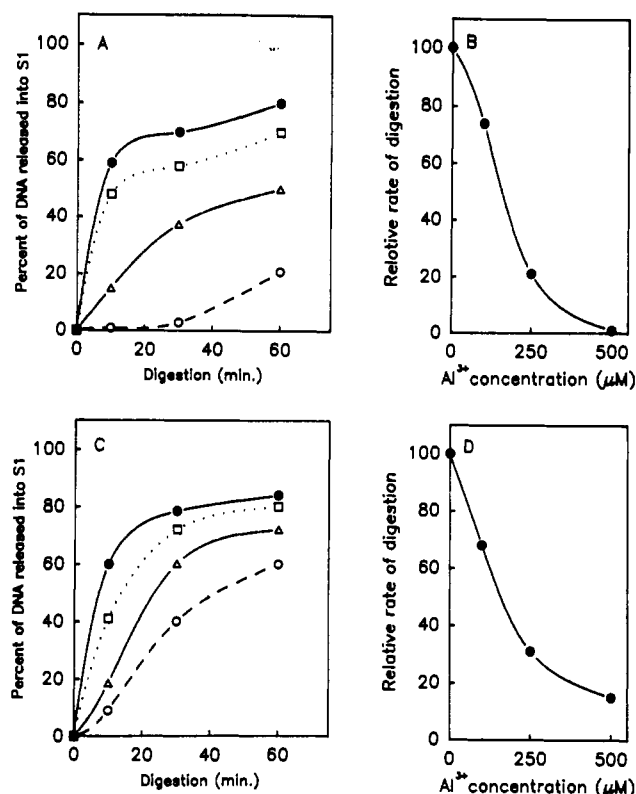 A
Percent of DNA released into S1
100
80
60
40
20
0
0 20 40 60
Digestion (min.)
B
Relative rate of digestion
100
80
60
40
20
0
0 250 500
Al³⁺ concentration (μM)
C
Percent of DNA released into S1
100
80
60
40
20
0
0 20 40 60
Digestion (min.)
D
Relative rate of digestion
100
80
60
40
20
0
0 250 500
Al³⁺ concentration (μM)